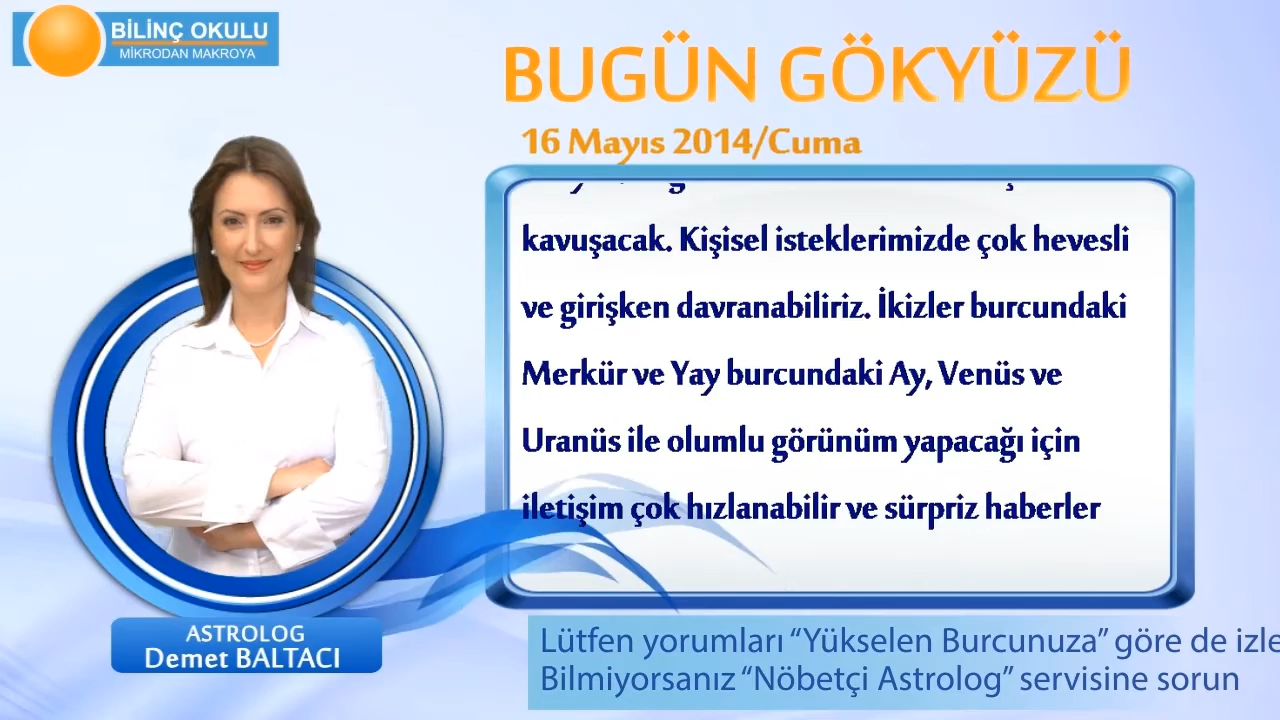 BİLİNÇ OKULU
MİKRODAN MAKROYA
BUGÜN GÖKYÜZÜ
16 Mayıs 2014/Cuma
kavuşacak. Kişisel isteklerimizde çok hevesli
ve girişken davranabiliriz. İkizler burcundaki
Merkür ve Yay burcundaki Ay, Venüs ve
Uranüs ile olumlu görünüm yapacağı için
iletişim çok hızlanabilir ve sürpriz haberler
ASTROLOG
Demet BALTACI
Lütfen yorumları “Yükselen Burcunuza” göre de izle
Bilmiyorsanız “Nöbetçi Astrolog” servisine sorun